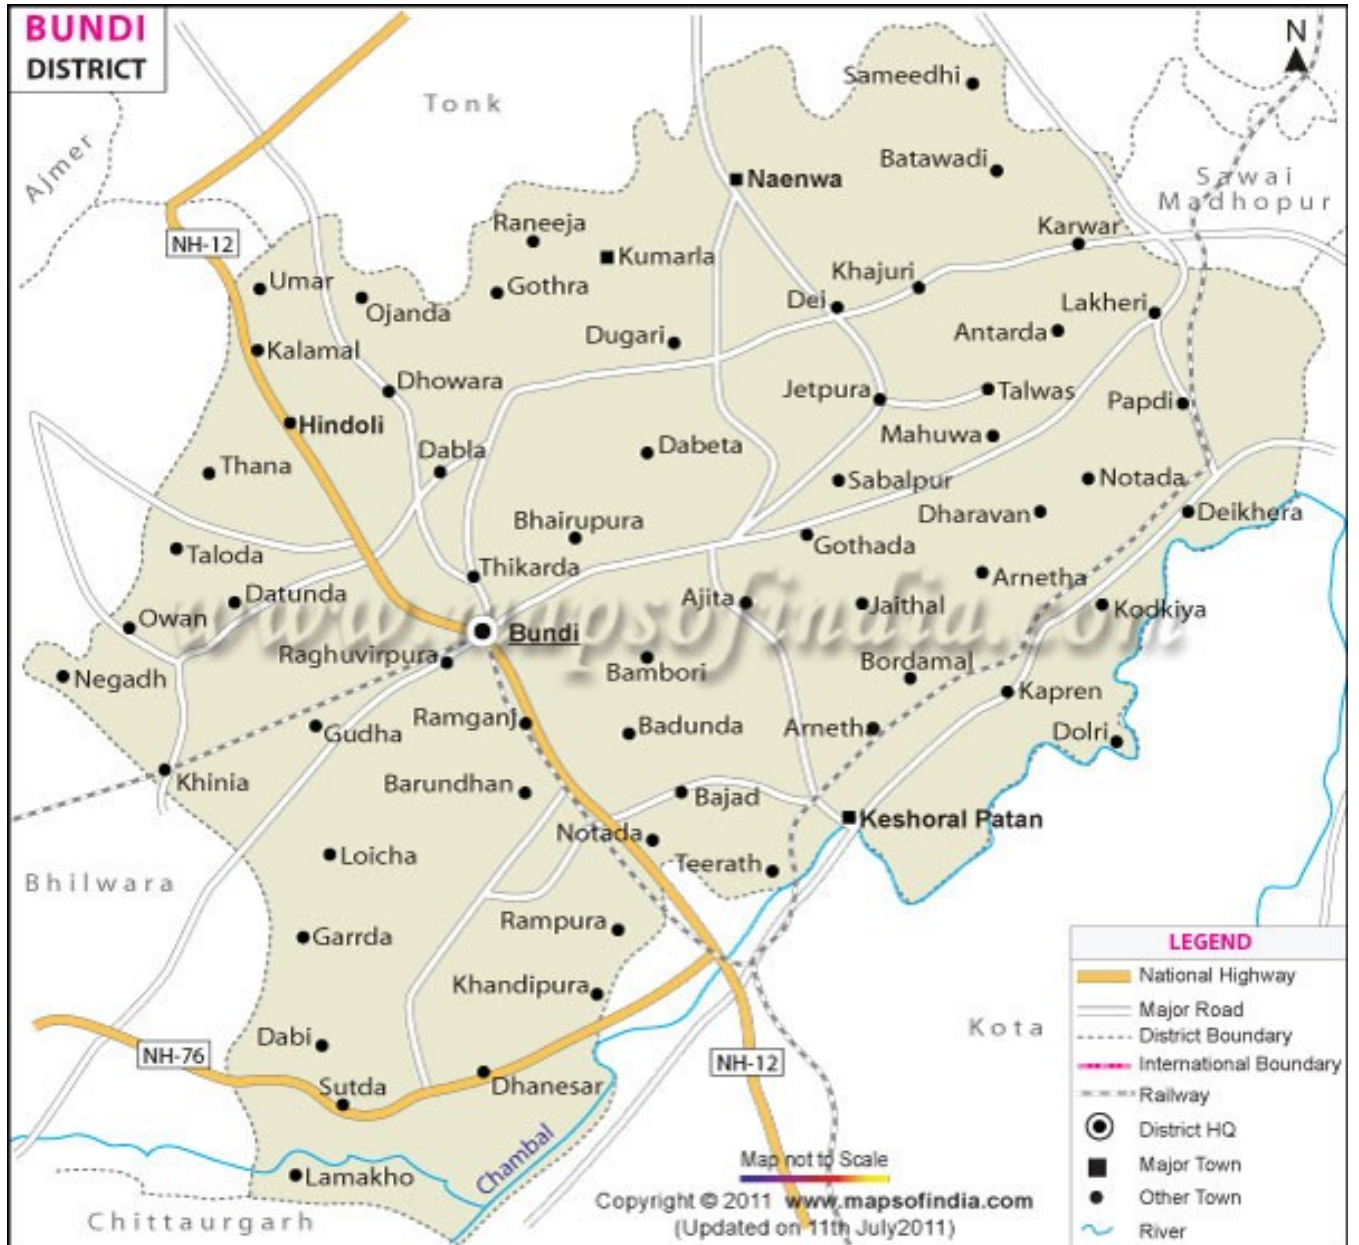 BUNDI
DISTRICT
N
Tonk
Ajmer
Sawai
Madhopur
Sameedhi
Batawadi
Naenwa
Raneeja
Karwar
NH-12
Kumarla
Khajuri
Umar
Gothra
Ojanda
Dei
Lakheri
Dugari
Antarda
Kalamal
Dhowara
Jetpura
Talwas
Papdi
Hindoli
Mahuwa
Dabla
Dabeta
Thana
Sabalpur
Notada
Bhairupura
Dharavan
Deikhera
Gothada
Taloda
Thikarda
Arnetha
Datunda
Ajita
Jaithal
Kodkiya
www.mapsofindia.com
Owan
Bundi
Raghuvirpura
Bambori
Bordamal
Negadh
Kapren
Ramganj
Badunda
Arneth
Dolri
Gudha
Khinia
Barundhan
Bajad
Keshoral Patan
Notada
Loicha
Teerath
Bhilwara
Rampura
Garrda
Khandipura
Kota
Dabi
NH-76
NH-12
Sutda
Dhanesar
Chambal
Lamakho
Chittaurgarh
LEGEND
National Highway
Major Road
District Boundary
International Boundary
Railway
District HQ
Major Town
Other Town
River
Map not to Scale
Copyright © 2011 www.mapsofindia.com
(Updated on 11th July2011)